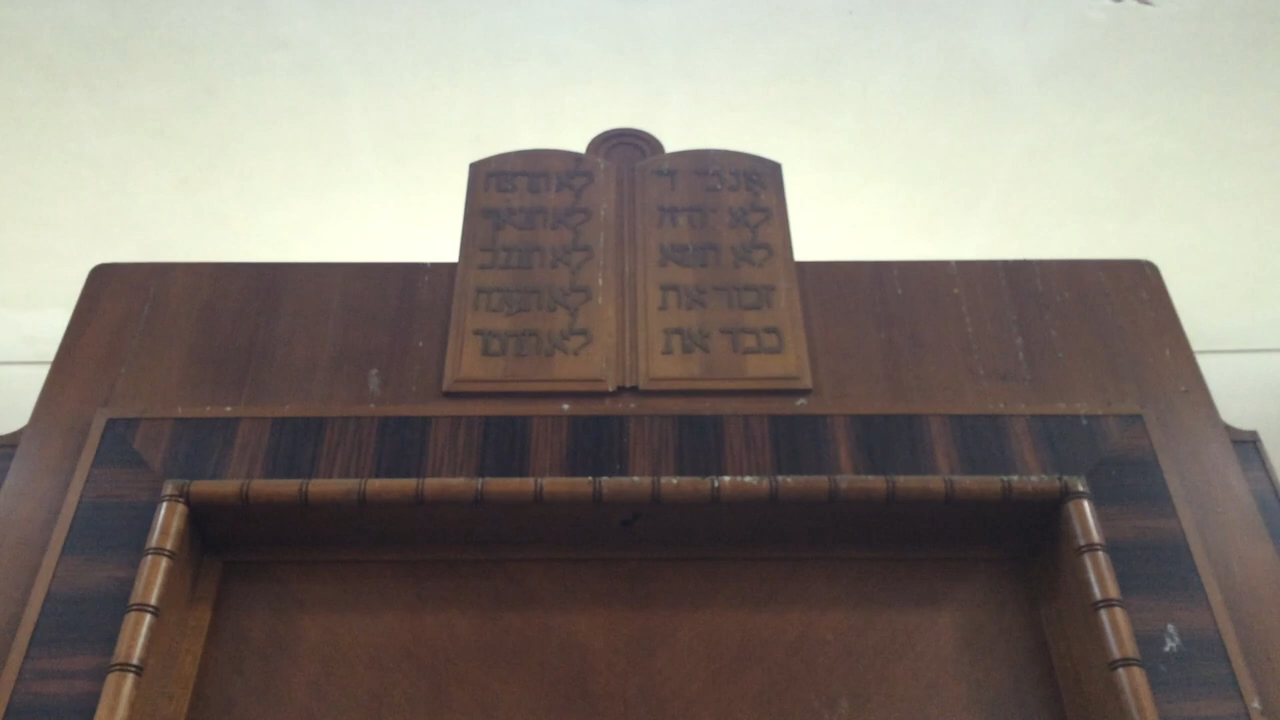 אנכי יי
לא יהיה
לא תשא
זכור את
כבד את
לא תרצח
לא תנאף
לא תגנב
לא תענה
לא תחמד